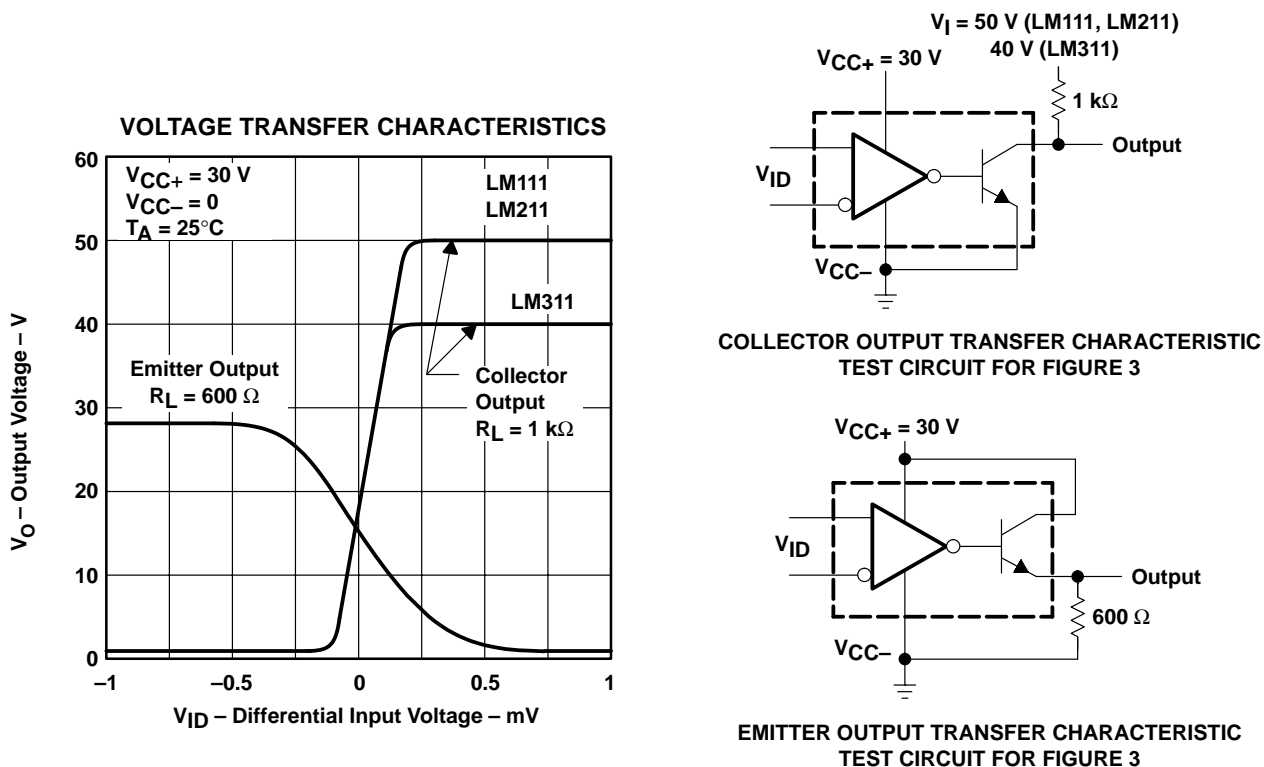 VOLTAGE TRANSFER CHARACTERISTICS
60
50
40
30
20
10
0
VO – Output Voltage – V
VCC+ = 30 V
VCC– = 0
TA = 25°C
LM111
LM211
LM311
Emitter Output
RL = 600 Ω
Collector
Output
RL = 1 kΩ
–1
–0.5
0
0.5
1
VID – Differential Input Voltage – mV
VI = 50 V (LM111, LM211)
40 V (LM311)
VCC+ = 30 V
1 kΩ
Output
VID
VCC–
COLLECTOR OUTPUT TRANSFER CHARACTERISTIC
TEST CIRCUIT FOR FIGURE 3
VCC+ = 30 V
VID
Output
600 Ω
VCC–
EMITTER OUTPUT TRANSFER CHARACTERISTIC
TEST CIRCUIT FOR FIGURE 3